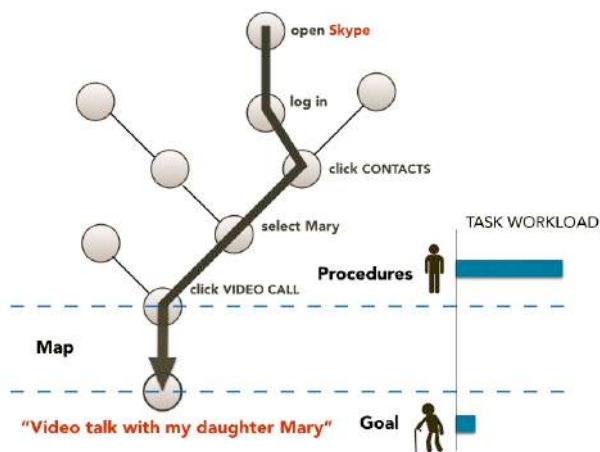 open Skype
log in
click CONTACTS
select Mary
TASK WORKLOAD
Procedures
click VIDEO CALL
Map
"Video talk with my daughter Mary"
Goal